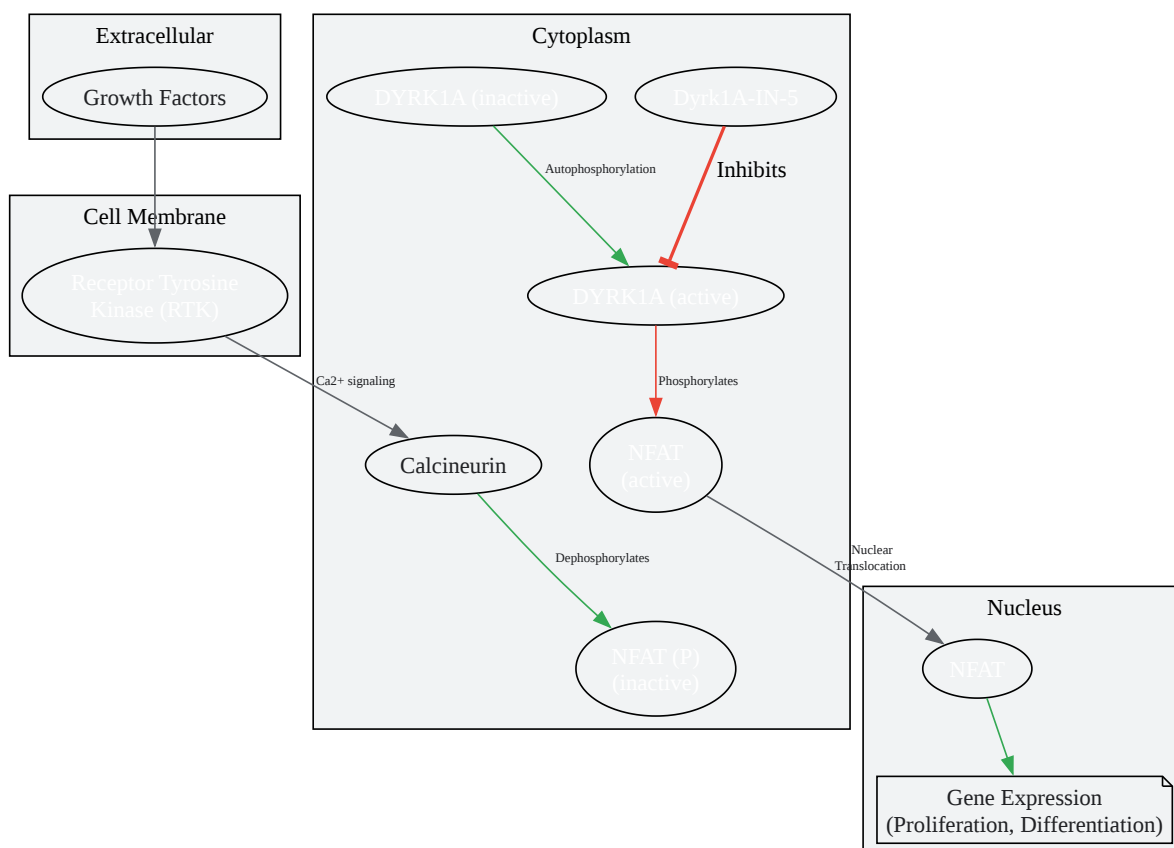 Extracellular
Growth Factors
Cell Membrane
Receptor Tyrosine
Kinase (RTK)
Cytoplasm
DYRK1A (inactive)
Dyrk1A-IN-5
Autophosphorylation
Inhibits
DYRK1A (active)
Ca2+ signaling
Phosphorylates
Calcineurin
NFAT
(active)
Dephosphorylates
Nuclear
Translocation
NFAT (P)
(inactive)
Nucleus
NFAT
Gene Expression
(Proliferation, Differentiation)